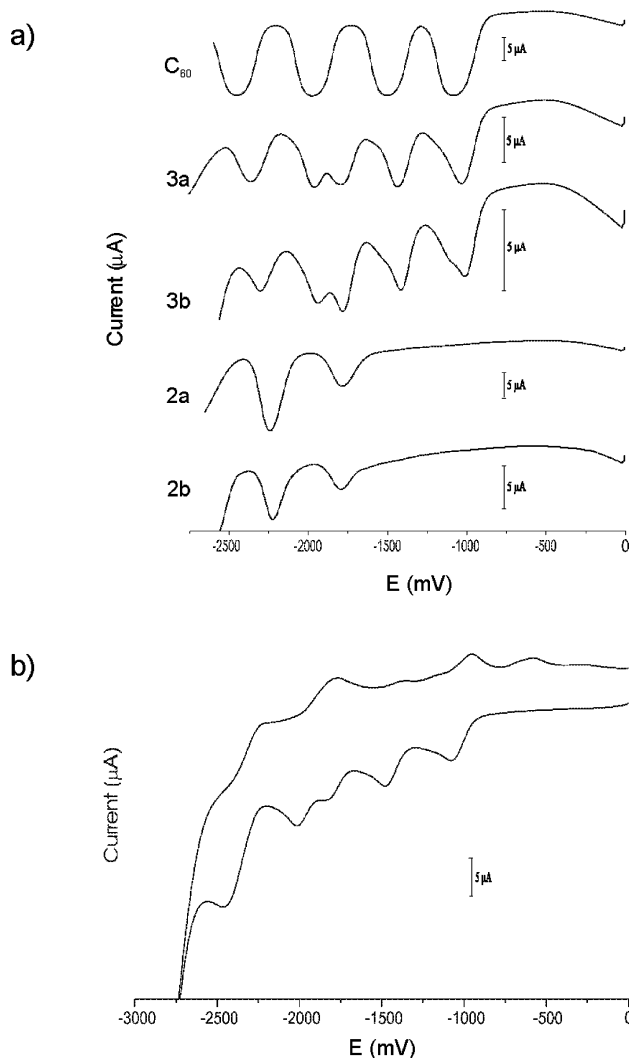 a)
C₆₀
5 μA
3a
5 μA
3b
5 μA
2a
5 μA
2b
5 μA
Current (μA)
-2500 -2000 -1500 -1000 -500 0
E (mV)
b)
Current (μA)
5 μA
-3000 -2500 -2000 -1500 -1000 -500 0
E (mV)